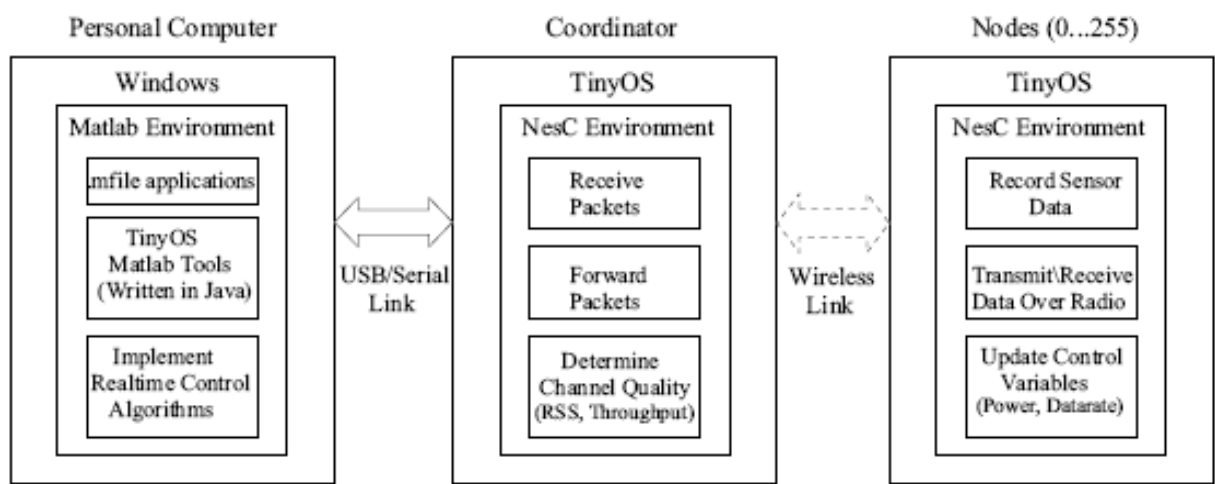 Personal Computer
Windows
Matlab Environment
.mfile applications
TinyOS
Matlab Tools
(Written in Java)
Implement
Realtime Control
Algorithms
USB/Serial
Link
Coordinator
TinyOS
NesC Environment
Receive
Packets
Forward
Packets
Determine
Channel Quality
(RSS, Throughput)
Wireless
Link
Nodes (0...255)
TinyOS
NesC Environment
Record Sensor
Data
Transmit\Receive
Data Over Radio
Update Control
Variables
(Power, Datarate)